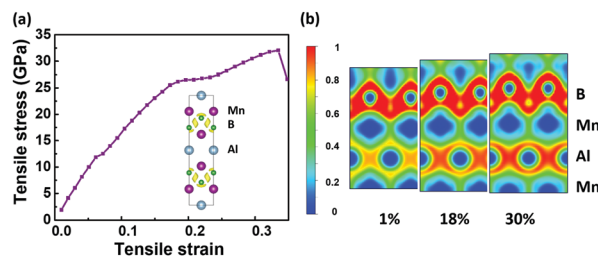 (a)
Tensile stress (GPa)
35
30
25
20
15
10
5
0
0.0
0.1
0.2
0.3
Tensile strain
Mn
B
Al
(b)
1
0.8
0.6
0.4
0.2
0
B
Mn
Al
Mn
1%
18%
30%